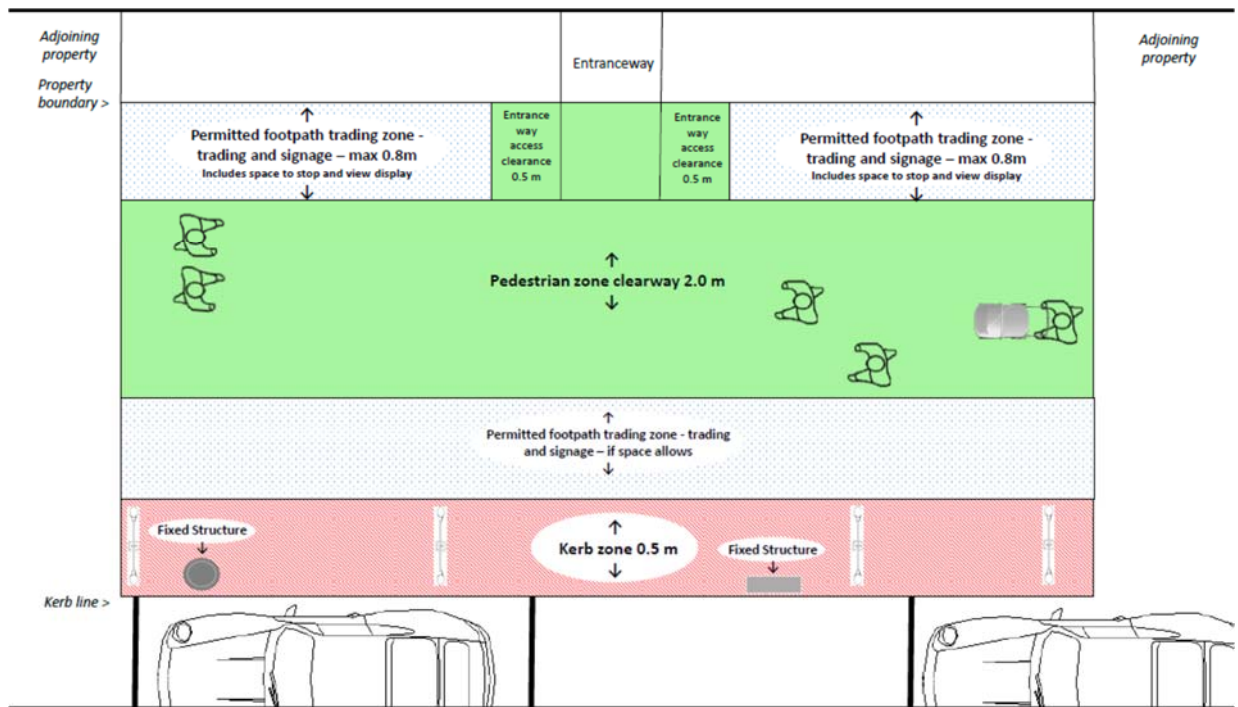 Adjoining
property
Property
boundary >
Entranceway
Adjoining
property
↑
Permitted footpath trading zone -
trading and signage – max 0.8m
Includes space to stop and view display
↓
Entrance
way
access
clearance
0.5 m
Entrance
way
access
clearance
0.5 m
↑
Permitted footpath trading zone -
trading and signage – max 0.8m
Includes space to stop and view display
↓
↑
Pedestrian zone clearway 2.0 m
↓
↑
Permitted footpath trading zone - trading
and signage – if space allows
↓
Fixed Structure
↓
↑
Kerb zone 0.5 m
↓
Fixed Structure
↓
Kerb line >